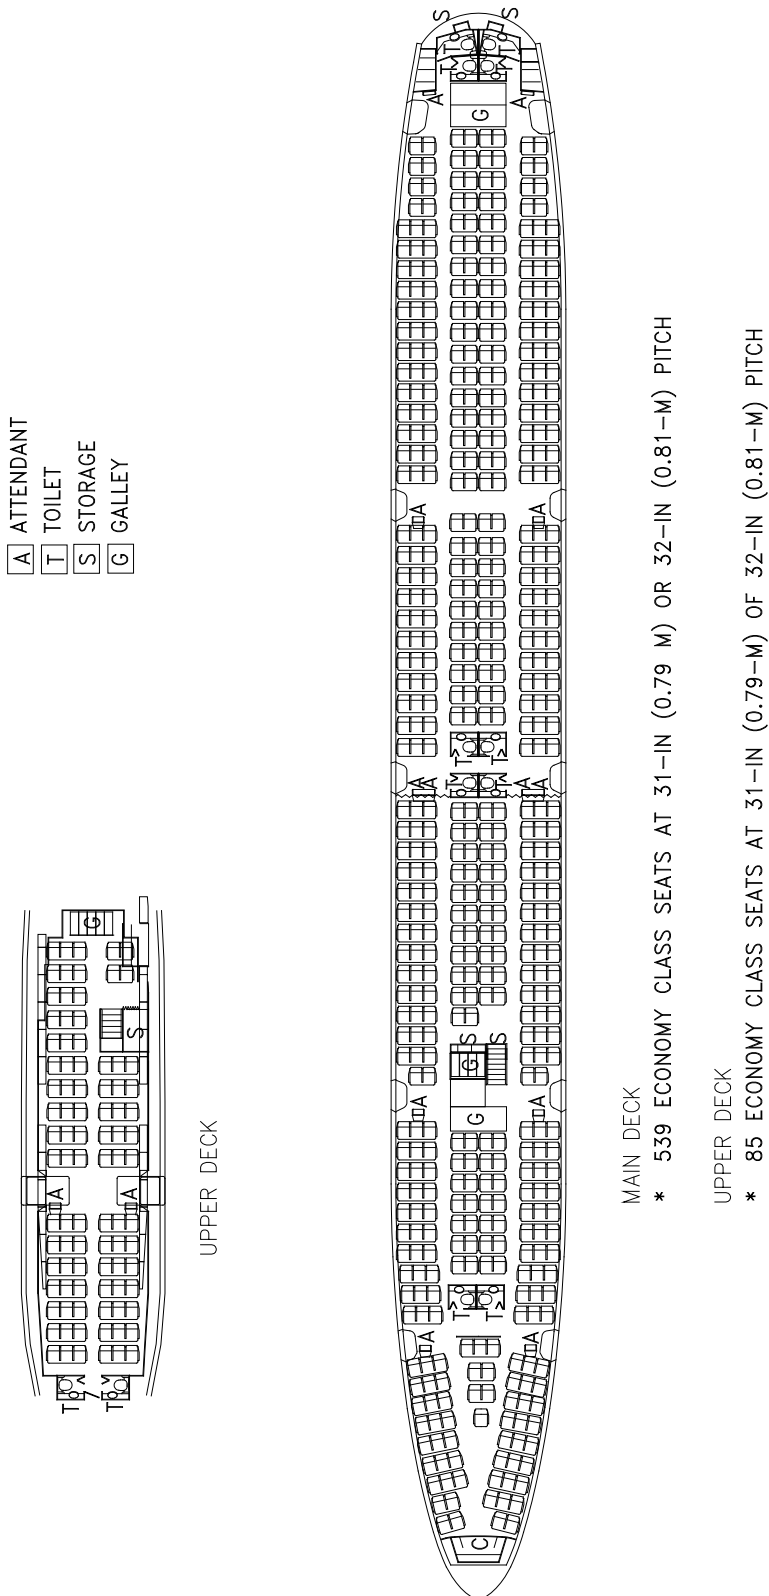 A ATTENDANT
T TOILET
S STORAGE
G GALLEY
T A
G
T A S
UPPER DECK
A A A A A A S
T T T T T
C G G S G
T T T S T T
A A A A A S
MAIN DECK
* 539 ECONOMY CLASS SEATS AT 31-IN (0.79 M) OR 32-IN (0.81-M) PITCH
UPPER DECK
* 85 ECONOMY CLASS SEATS AT 31-IN (0.79-M) OF 32-IN (0.81-M) PITCH